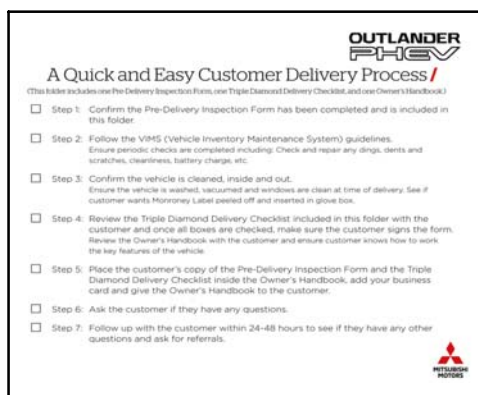 OUTLANDER
PHEV
A Quick and Easy Customer Delivery Process /
(This folder includes one Pre-Delivery Inspection Form, one Triple Diamond Delivery Checklist, and one Owner's Handbook.)
Step 1: Confirm the Pre-Delivery Inspection Form has been completed and is included in
this folder.
Step 2: Follow the VIMS (Vehicle Inventory Maintenance System) guidelines.
Ensure periodic checks are completed including: Check and repair any dings, dents and
scratches, cleanliness, battery charge, etc.
Step 3: Confirm the vehicle is cleaned, inside and out.
Ensure the vehicle is washed, vacuumed and windows are clean at time of delivery. See if
customer wants Monroney Label peeled off and inserted in glove box.
Step 4: Review the Triple Diamond Delivery Checklist included in this folder with the
customer and once all boxes are checked, make sure the customer signs the form.
Review the Owner's Handbook with the customer and ensure customer knows how to work
the key features of the vehicle.
Step 5: Place the customer's copy of the Pre-Delivery Inspection Form and the Triple
Diamond Delivery Checklist inside the Owner's Handbook, add your business
card and give the Owner's Handbook to the customer.
Step 6: Ask the customer if they have any questions.
Step 7: Follow up with the customer within 24-48 hours to see if they have any other
questions and ask for referrals.
MITSUBISHI
MOTORS